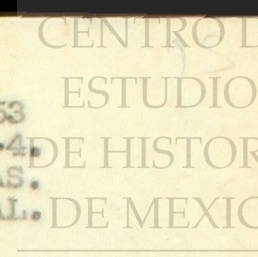 CENTRO D
ESTUDIO
53
.4.
DE HISTOR
AS.
AL.
DE MEXIC